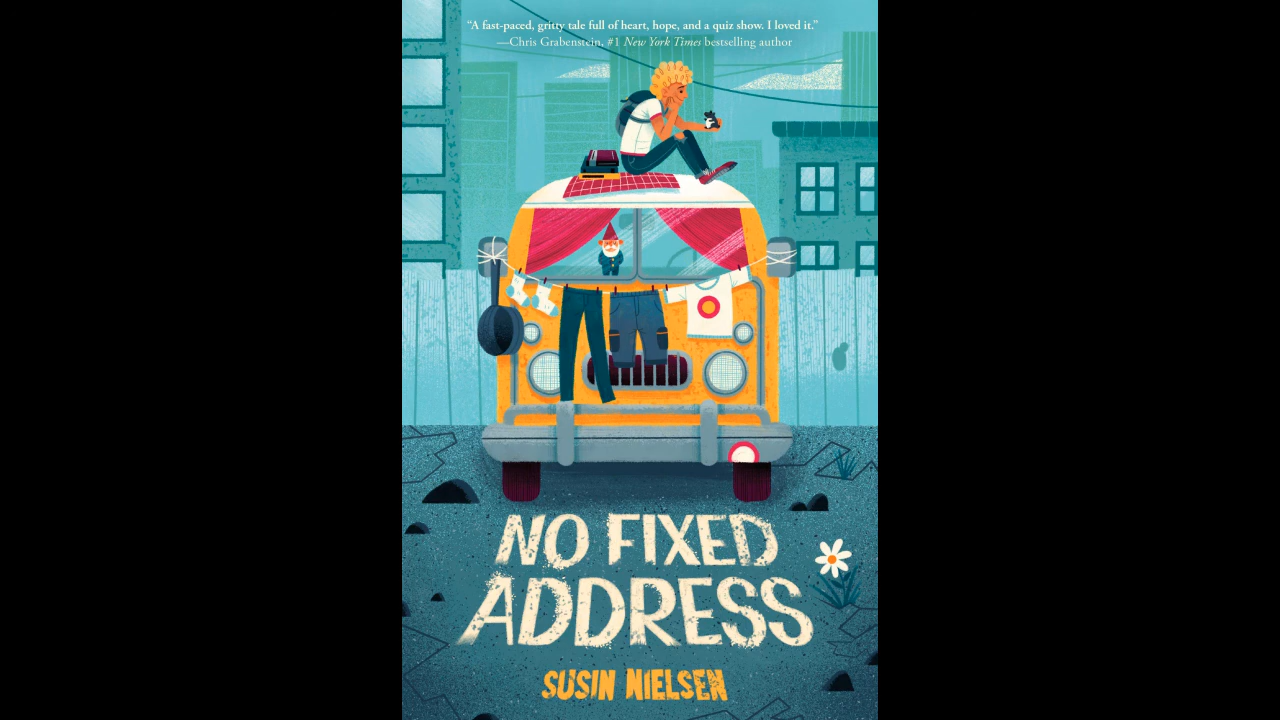 “A fast-paced, gritty tale full of heart, hope, and a quiz show. I loved it.”
—Chris Grabenstein, #1 New York Times bestselling author
NO FIXED
ADDRESS
SUSIN NIELSEN